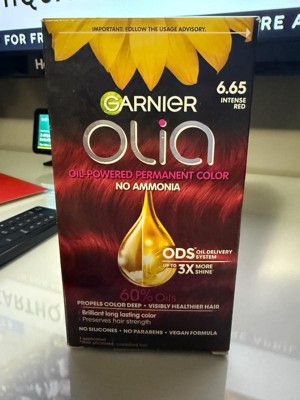 IMPORTANT: FOLLOW THE USAGE ADVISORY.
GARNIER
6.65
INTENSE
RED
OLIA
OIL-POWERED PERMANENT COLOR
NO AMMONIA
ODS OIL DELIVERY
SYSTEM
UP TO 3X MORE
SHINE
60% Oils
PROPELS COLOR DEEP • VISIBLY HEALTHIER HAIR
• Brilliant long lasting color
• Preserves hair strength
NO SILICONES • NO PARABENS • VEGAN FORMULA